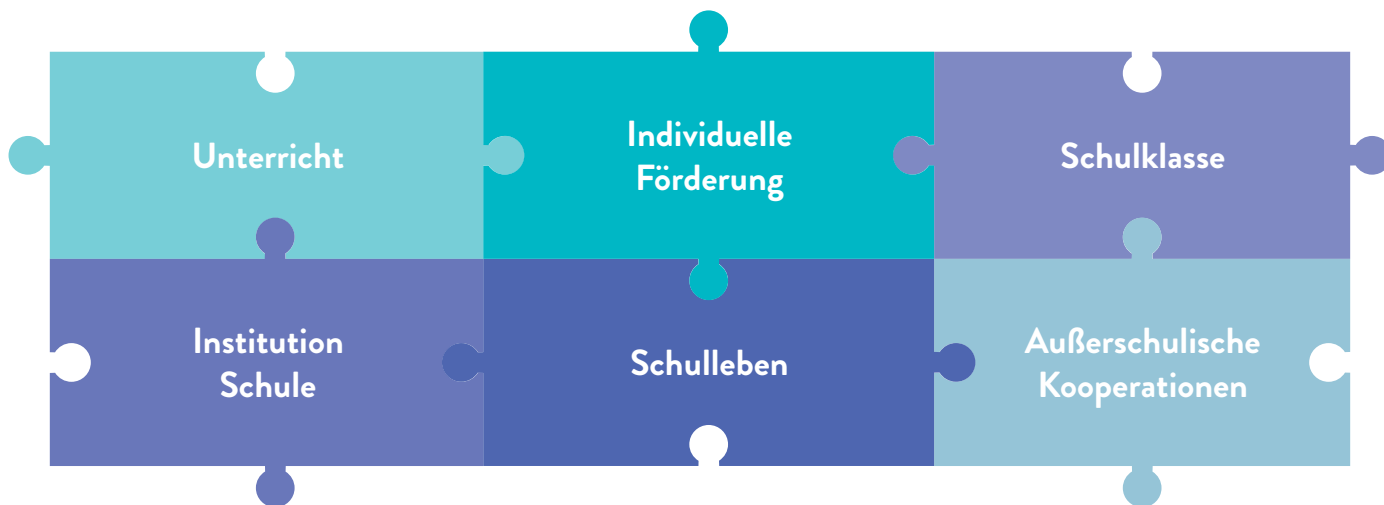 Unterricht
Individuelle
Förderung
Schulklasse
Institution
Schule
Schulleben
Außerschulische
Kooperationen